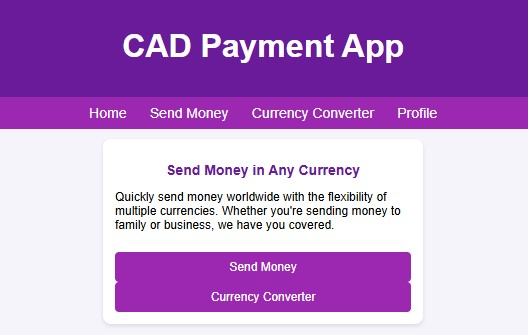 CAD Payment App
Home Send Money Currency Converter Profile
Send Money in Any Currency
Quickly send money worldwide with the flexibility of
multiple currencies. Whether you're sending money to
family or business, we have you covered.
Send Money
Currency Converter